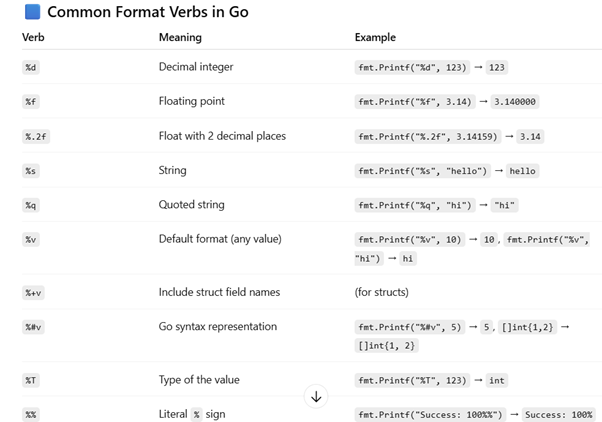 Common Format Verbs in Go
Verb Meaning Example
%d Decimal integer fmt.Printf("%d", 123) → 123
%f Floating point fmt.Printf("%f", 3.14) → 3.140000
%.2f Float with 2 decimal places fmt.Printf("%.2f", 3.14159) → 3.14
%s String fmt.Printf("%s", "hello") → hello
%q Quoted string fmt.Printf("%q", "hi") → "hi"
%v Default format (any value) fmt.Printf("%v", 10) → 10 , fmt.Printf("%v",
"hi") → hi
%+v Include struct field names (for structs)
%#v Go syntax representation fmt.Printf("%#v", 5) → 5 , []int{1,2} →
[]int{1, 2}
%T Type of the value fmt.Printf("%T", 123) → int
%% Literal % sign fmt.Printf("Success: 100%%") → Success: 100%